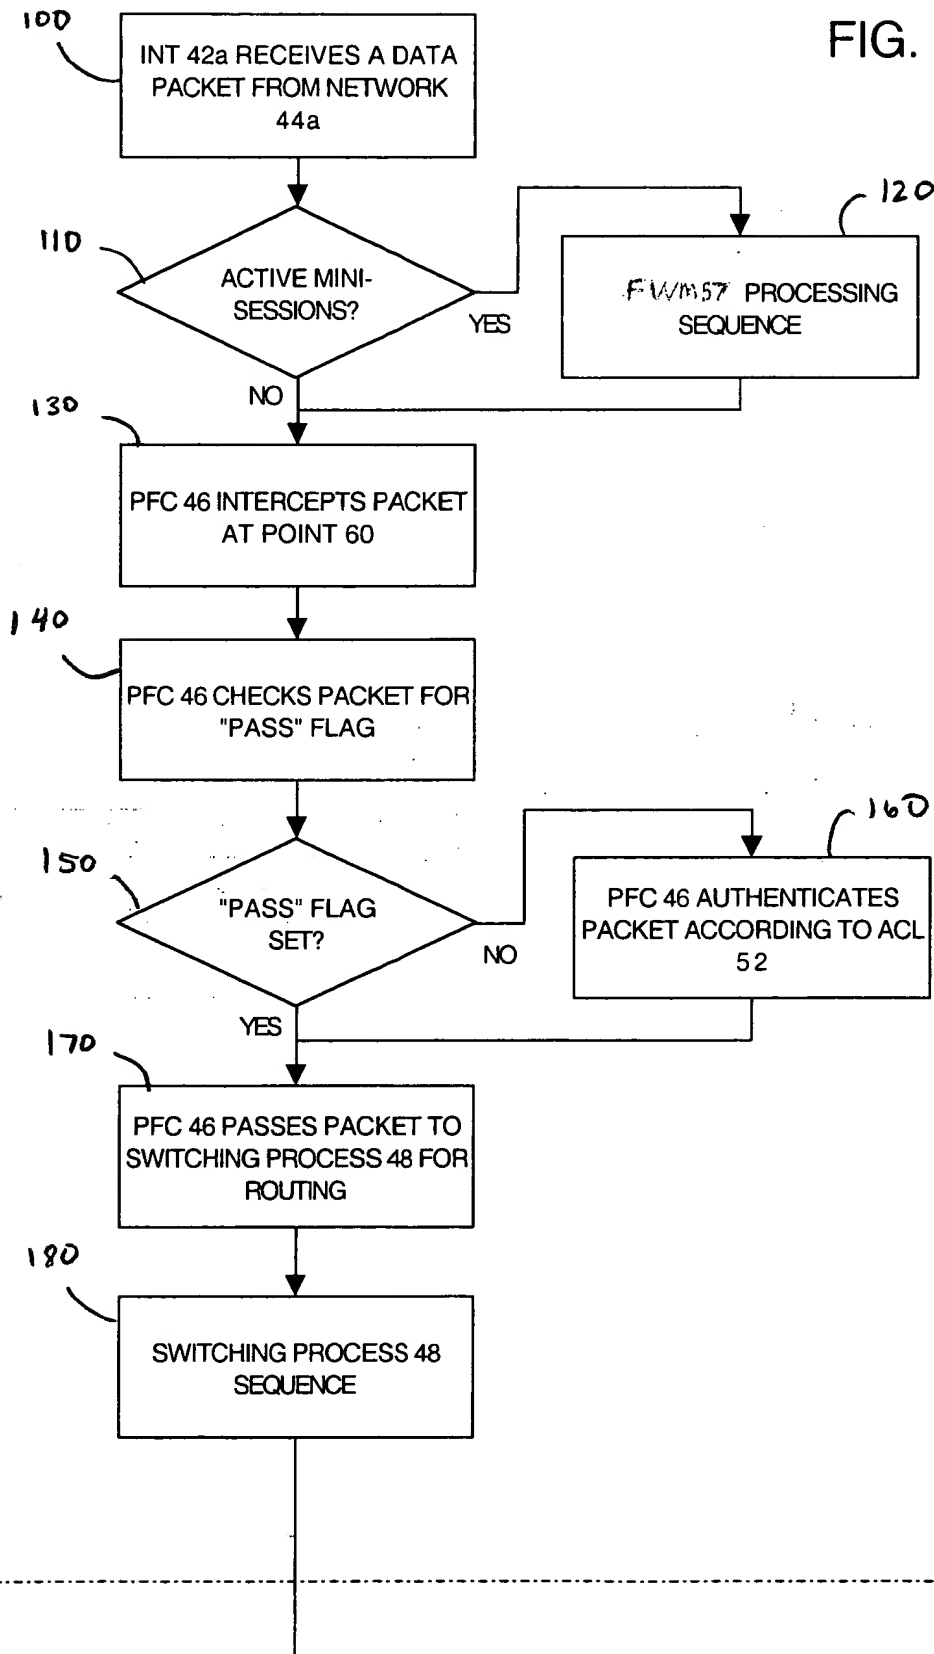 FIG.
100
INT 42a RECEIVES A DATA
PACKET FROM NETWORK
44a
110
ACTIVE MINI-
SESSIONS?
YES
NO
120
FWM57 PROCESSING
SEQUENCE
130
PFC 46 INTERCEPTS PACKET
AT POINT 60
140
PFC 46 CHECKS PACKET FOR
"PASS" FLAG
150
"PASS" FLAG
SET?
NO
YES
160
PFC 46 AUTHENTICATES
PACKET ACCORDING TO ACL
52
170
PFC 46 PASSES PACKET TO
SWITCHING PROCESS 48 FOR
ROUTING
180
SWITCHING PROCESS 48
SEQUENCE